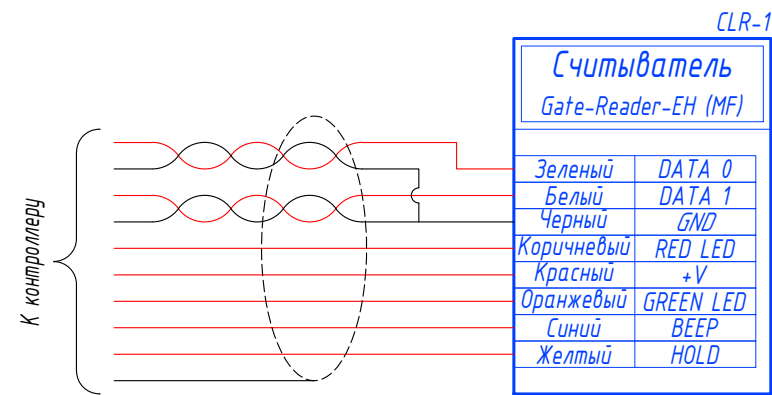 CLR-1
Считыватель
Gate-Reader-EH (MF)
Зеленый DATA 0
Белый DATA 1
Черный GND
Коричневый RED LED
Красный +V
Оранжевый GREEN LED
Синий BEEP
Желтый HOLD
К контроллеру